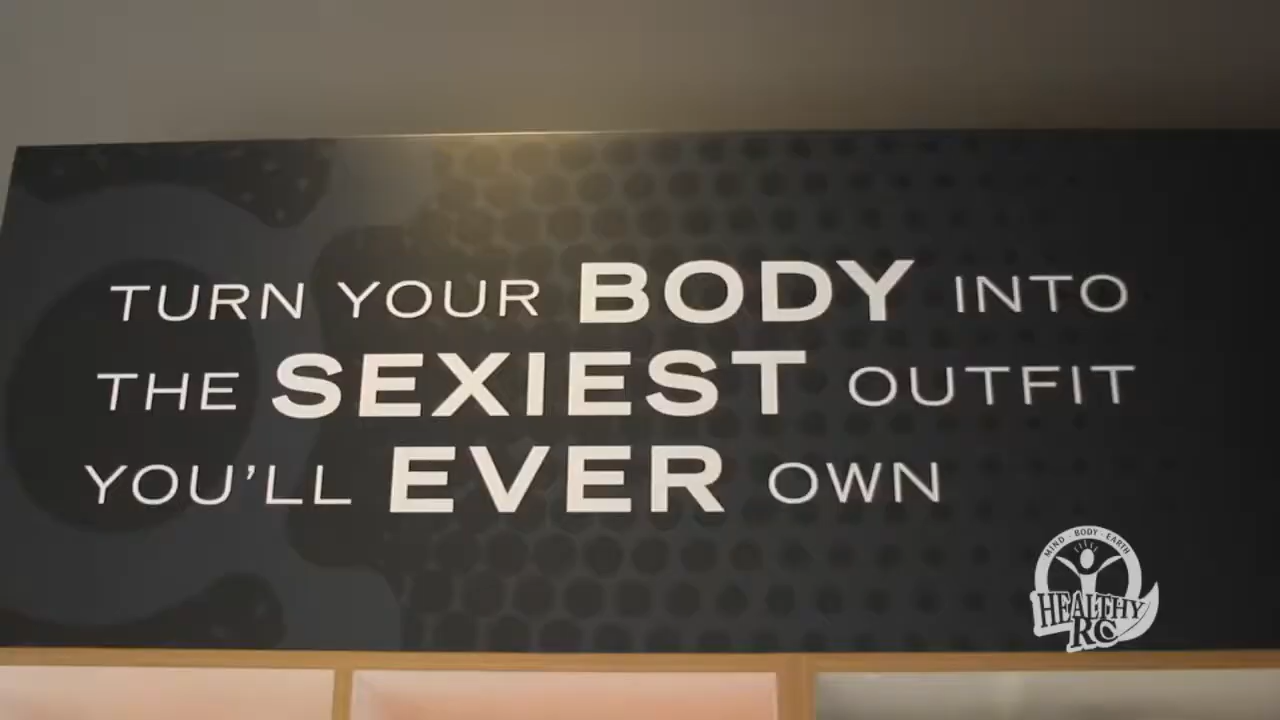 TURN YOUR BODY INTO
THE SEXIEST OUTFIT
YOU'LL EVER OWN
MIND · BODY · EARTH
HEALTHY
RC